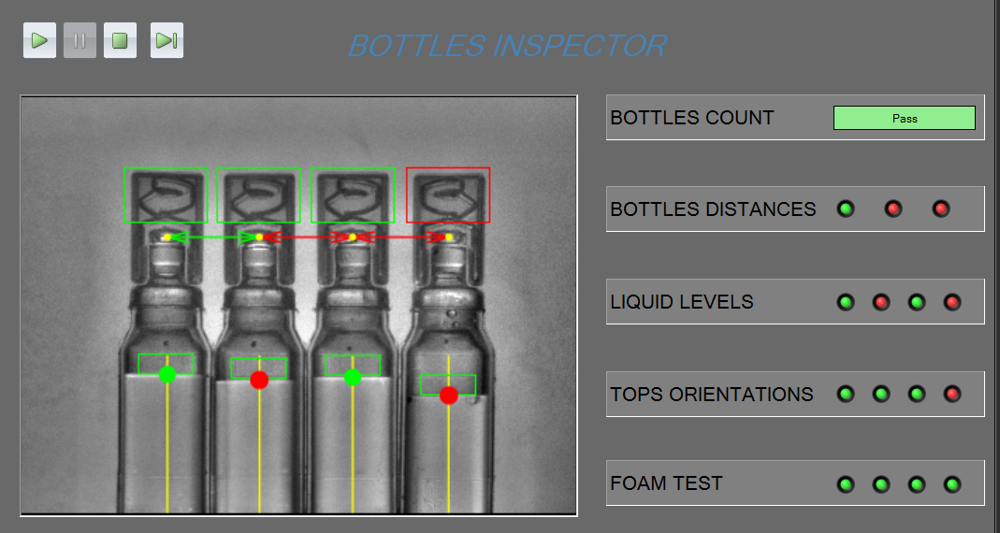 BOTTLES INSPECTOR
BOTTLES COUNT
Pass
BOTTLES DISTANCES
LIQUID LEVELS
TOPS ORIENTATIONS
FOAM TEST